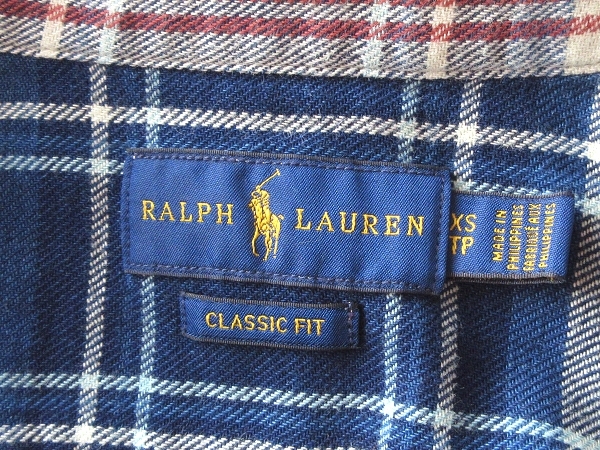 RALPH LAUREN
XS
TP
MADE IN
PHILIPPINES
FABRIQUÉ AUX
PHILIPPINES
CLASSIC FIT